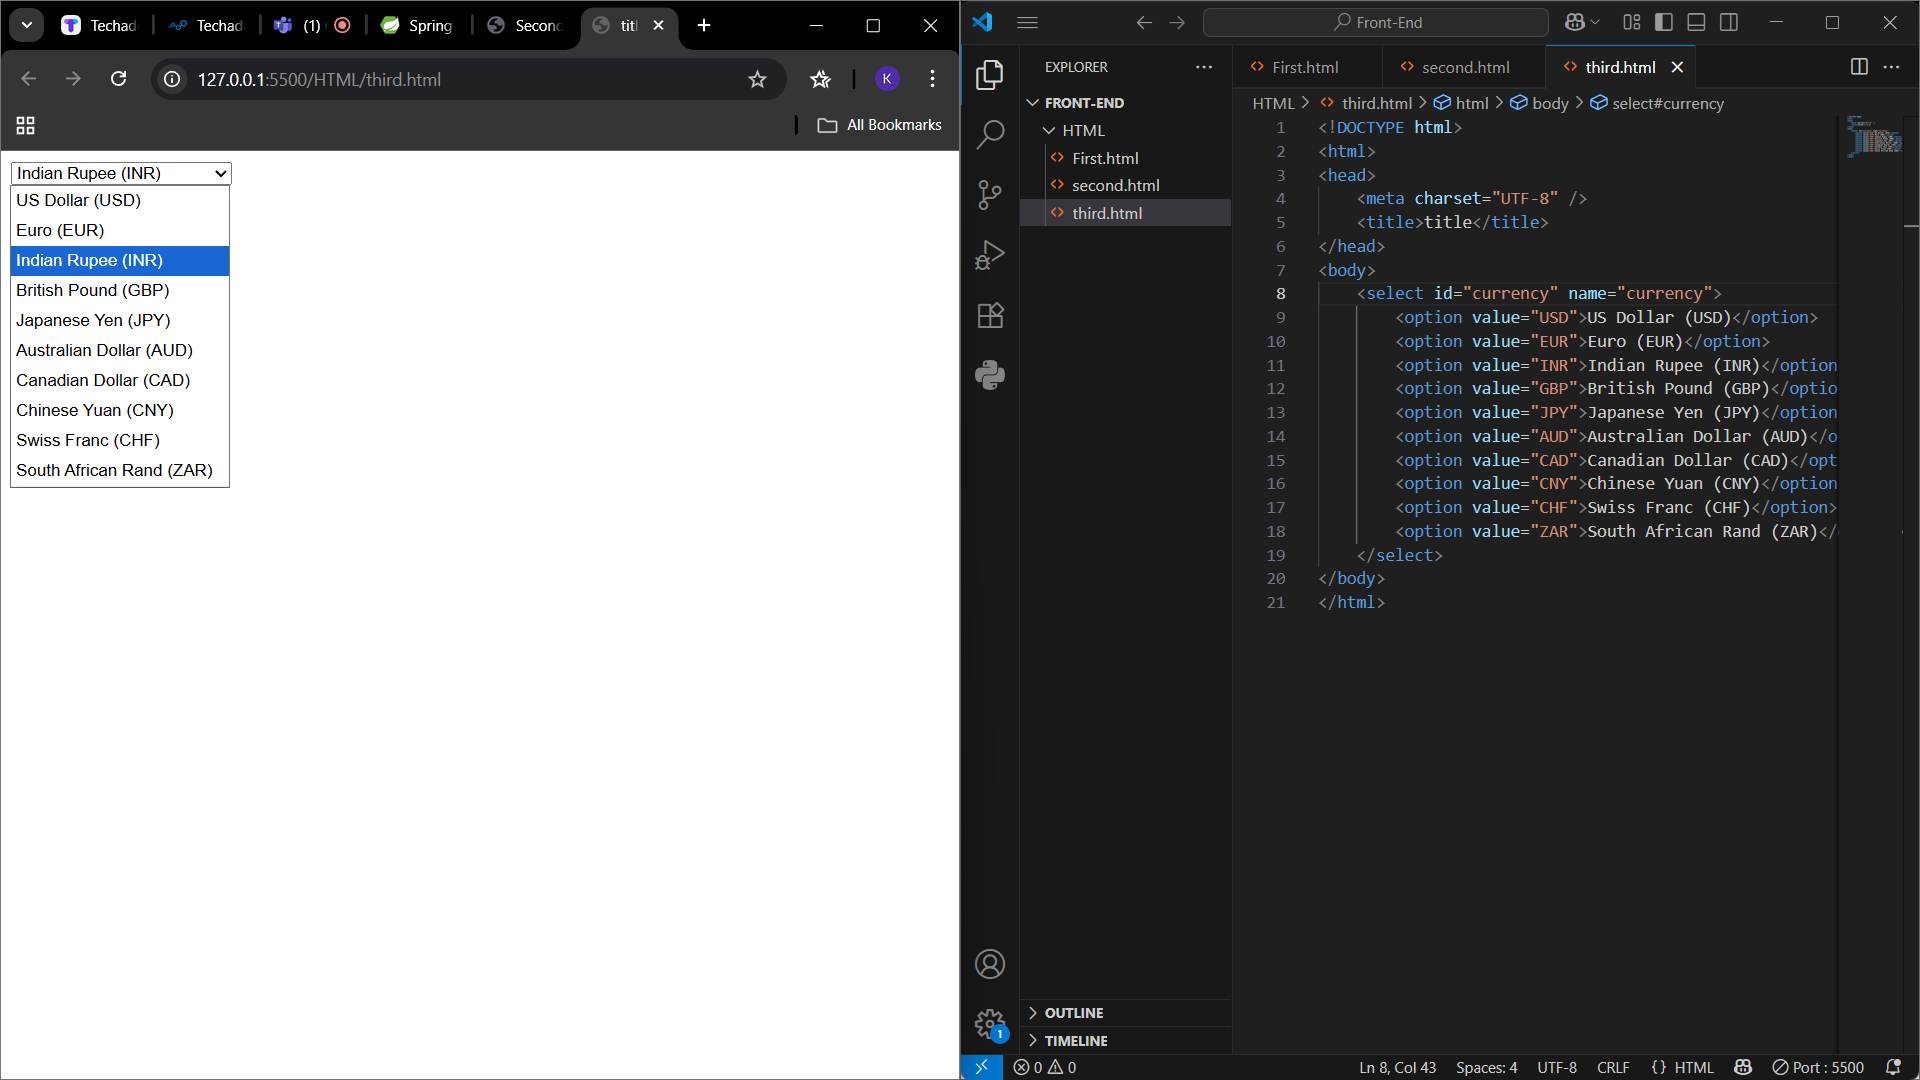 Techad
Techad
(1)
Spring
Second
titl
127.0.0.1:5500/HTML/third.html
K
All Bookmarks
Indian Rupee (INR)
US Dollar (USD)
Euro (EUR)
Indian Rupee (INR)
British Pound (GBP)
Japanese Yen (JPY)
Australian Dollar (AUD)
Canadian Dollar (CAD)
Chinese Yuan (CNY)
Swiss Franc (CHF)
South African Rand (ZAR)
Front-End
EXPLORER
FRONT-END
HTML
First.html
second.html
third.html
OUTLINE
TIMELINE
1
First.html
second.html
third.html
HTML > third.html > html > body > select#currency
1 <!DOCTYPE html>
2 <html>
3 <head>
4 <meta charset="UTF-8" />
5 <title>title</title>
6 </head>
7 <body>
8 <select id="currency" name="currency">
9 <option value="USD">US Dollar (USD)</option>
10 <option value="EUR">Euro (EUR)</option>
11 <option value="INR">Indian Rupee (INR)</option
12 <option value="GBP">British Pound (GBP)</optio
13 <option value="JPY">Japanese Yen (JPY)</option
14 <option value="AUD">Australian Dollar (AUD)</o
15 <option value="CAD">Canadian Dollar (CAD)</opt
16 <option value="CNY">Chinese Yuan (CNY)</option
17 <option value="CHF">Swiss Franc (CHF)</option>
18 <option value="ZAR">South African Rand (ZAR)</
19 </select>
20 </body>
21 </html>
0 0
Ln 8, Col 43
Spaces: 4
UTF-8
CRLF
{} HTML
Port : 5500